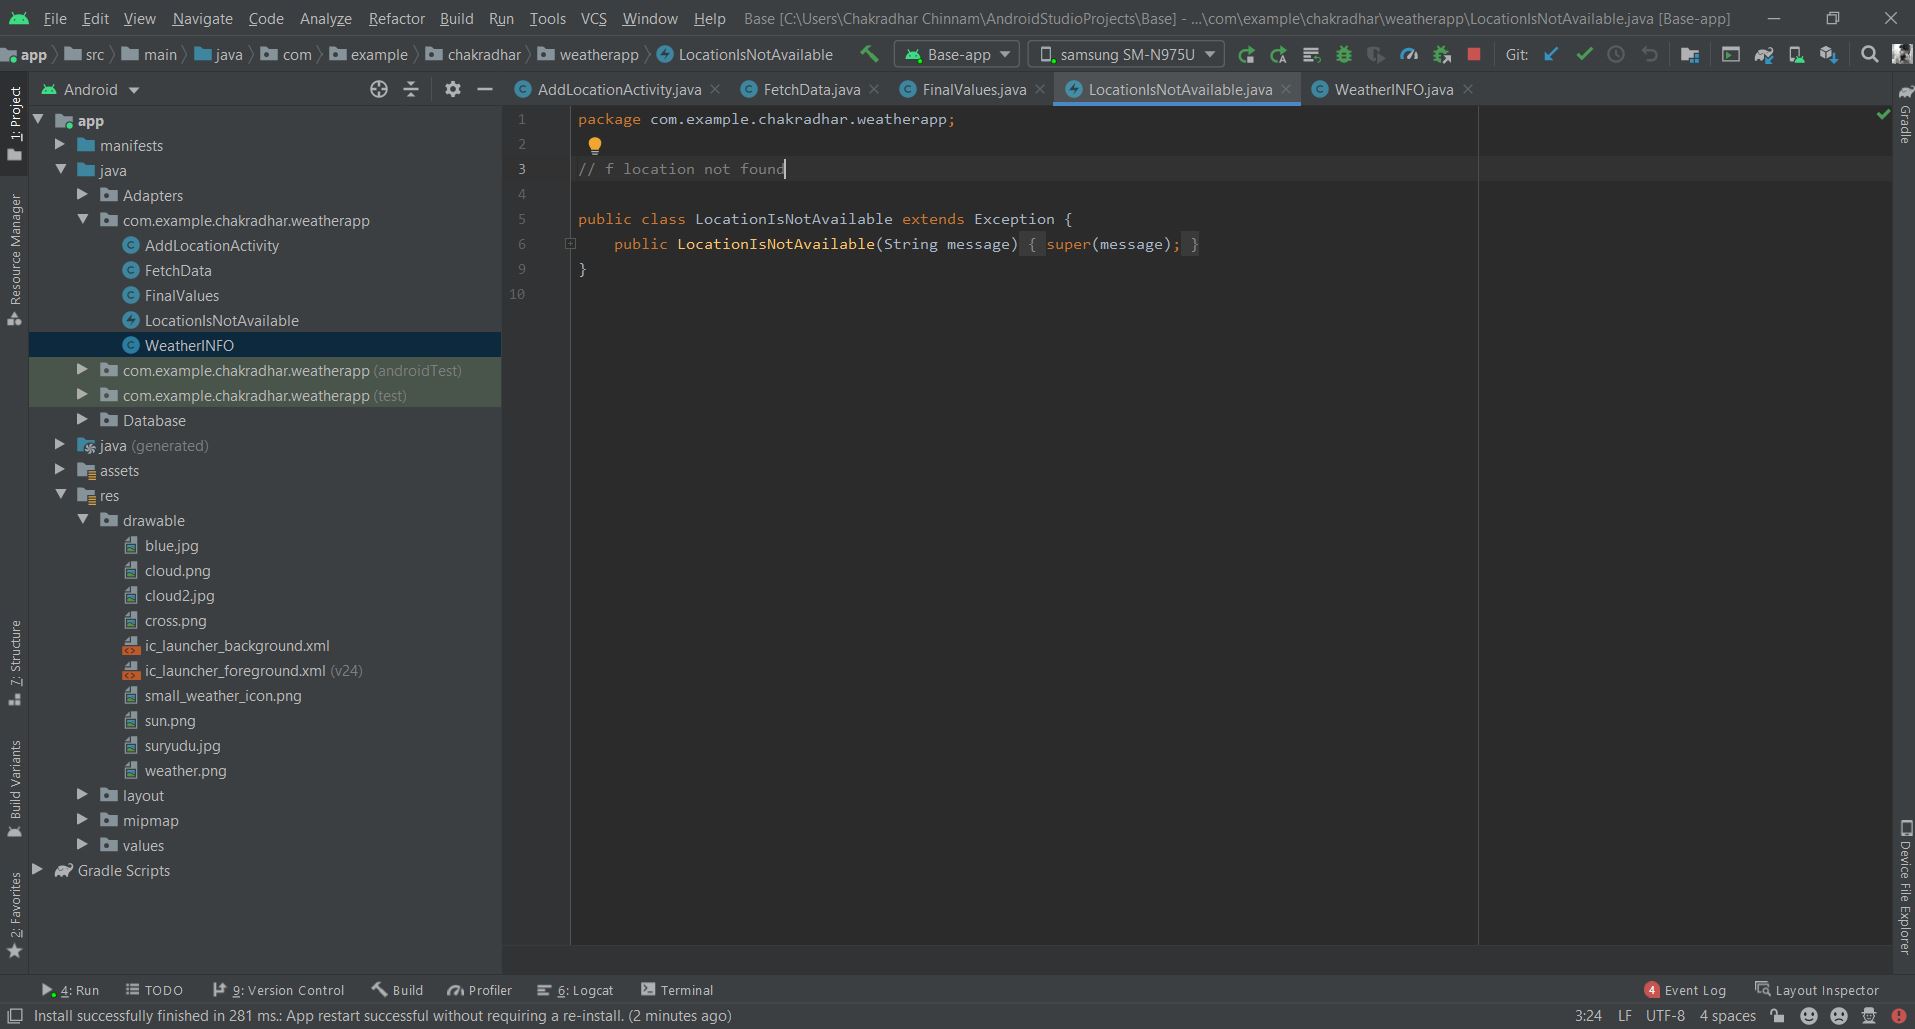 File Edit View Navigate Code Analyze Refactor Build Run Tools VCS Window Help Base [C:\Users\Chakradhar Chinnam\AndroidStudioProjects\Base] - ...\com\example\chakradhar\weatherapp\LocationIsNotAvailable.java [Base-app]
app src main java com example chakradhar weatherapp LocationIsNotAvailable Base-app samsung SM-N975U Git:
Android AddLocationActivity.java FetchData.java FinalValues.java LocationIsNotAvailable.java WeatherINFO.java
1: Project
Resource Manager
7: Structure
Build Variants
2: Favorites
app
manifests
java
Adapters
com.example.chakradhar.weatherapp
AddLocationActivity
FetchData
FinalValues
LocationIsNotAvailable
WeatherINFO
com.example.chakradhar.weatherapp (androidTest)
com.example.chakradhar.weatherapp (test)
Database
java (generated)
assets
res
drawable
blue.jpg
cloud.png
cloud2.jpg
cross.png
ic_launcher_background.xml
ic_launcher_foreground.xml (v24)
small_weather_icon.png
sun.png
suryudu.jpg
weather.png
layout
mipmap
values
Gradle Scripts
1 package com.example.chakradhar.weatherapp;
2
3 // f location not found
4
5 public class LocationIsNotAvailable extends Exception {
6 public LocationIsNotAvailable(String message) { super(message); }
9 }
10
Gradle
Device File Explorer
4: Run TODO 9: Version Control Build Profiler 6: Logcat Terminal 4 Event Log Layout Inspector
Install successfully finished in 281 ms.: App restart successful without requiring a re-install. (2 minutes ago) 3:24 LF UTF-8 4 spaces